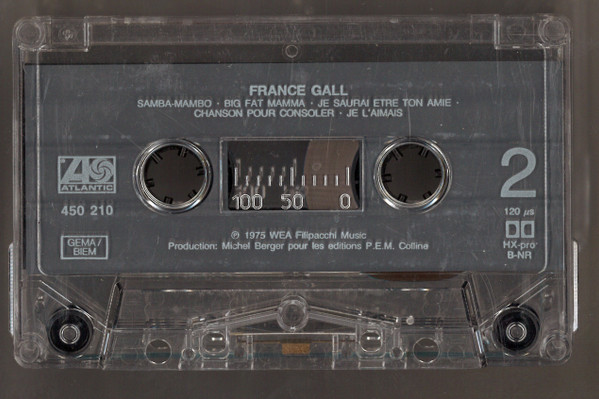 FRANCE GALL
SAMBA-MAMBO · BIG FAT MAMMA · JE SAURAI ETRE TON AMIE ·
CHANSON POUR CONSOLER · JE L'AIMAIS
ATLANTIC
450 210
GEMA/
BIEM
100 50 0
2
120 µs
HX-pro
B-NR
℗ 1975 WEA Filipacchi Music
Production: Michel Berger pour les editions P.E.M. Colline